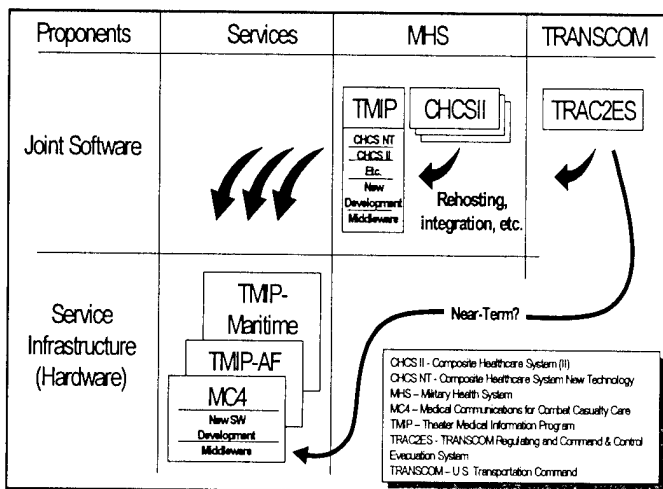 Proponents
Services
MHS
TRANSCOM
Joint Software
TMIP
CHCS NT
CHCS II
Etc.
New
Development
Middleware
CHCSII
TRAC2ES
Rehosting,
integration, etc.
Service
Infrastructure
(Hardware)
TMIP-
Maritime
TMIP-AF
MC4
New SW
Development
Middleware
Near-Term?
CHCS II - Composite Healthcare System (II)
CHCS NT - Composite Healthcare System New Technology
MHS – Military Health System
MC4 – Medical Communications for Combat Casualty Care
TMIP – Theater Medical Information Program
TRAC2ES - TRANSCOM Regulating and Command & Control
Evacuation System
TRANSCOM – U.S. Transportation Command